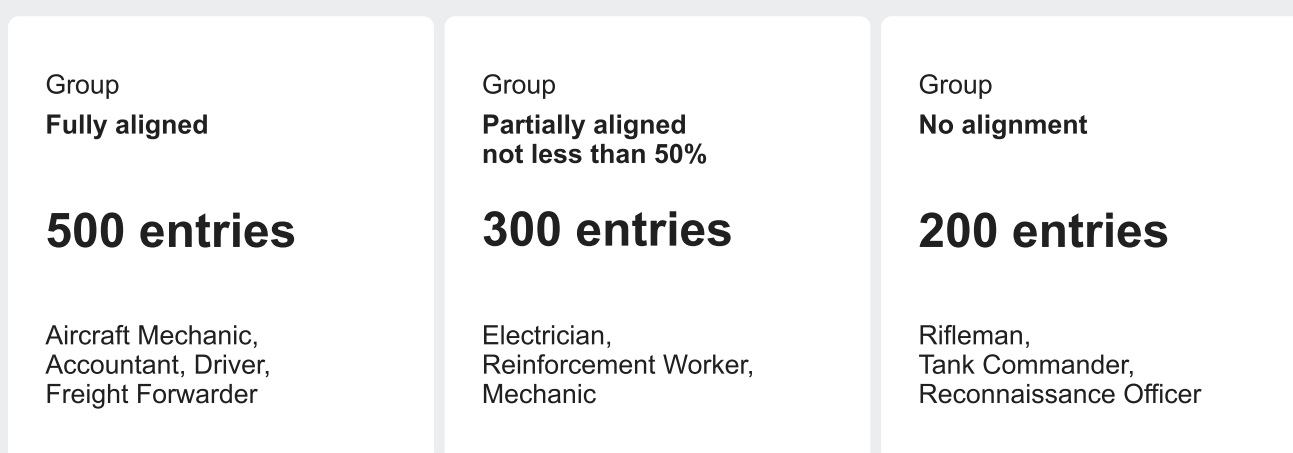 Group
Fully aligned
500 entries
Aircraft Mechanic,
Accountant, Driver,
Freight Forwarder
Group
Partially aligned
not less than 50%
300 entries
Electrician,
Reinforcement Worker,
Mechanic
Group
No alignment
200 entries
Rifleman,
Tank Commander,
Reconnaissance Officer